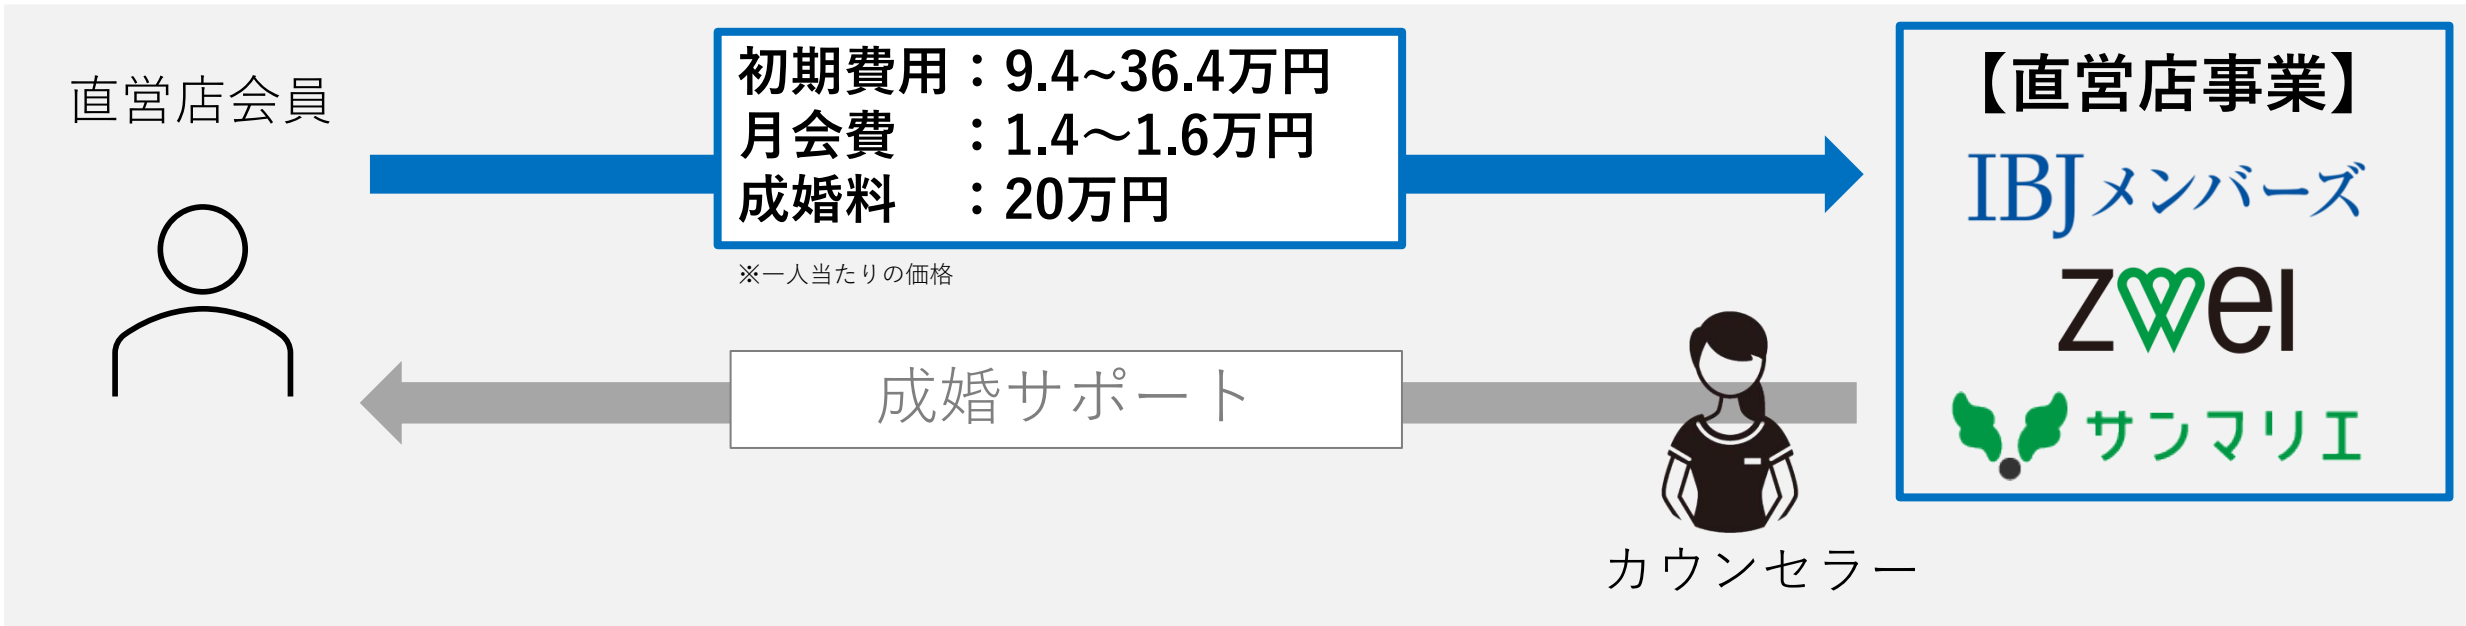 直営店会員
初期費用：9.4~36.4万円
月会費　：1.4～1.6万円
成婚料　：20万円
※一人当たりの価格
成婚サポート
カウンセラー
【直営店事業】
IBJメンバーズ
zwei
サンマリエ